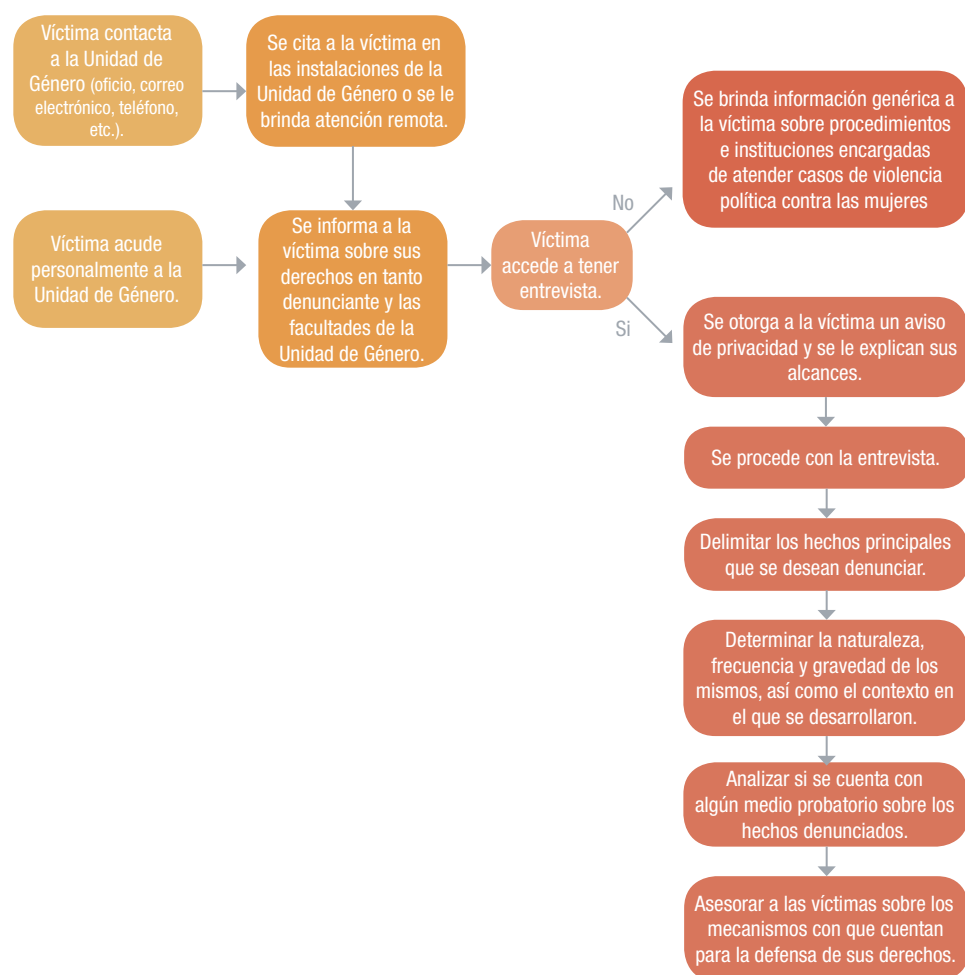 Víctima contacta
a la Unidad de
Género (oficio, correo
electrónico, teléfono,
etc.).
Se cita a la víctima en
las instalaciones de la
Unidad de Género o se le
brinda atención remota.
Víctima acude
personalmente a la
Unidad de Género.
Se informa a la
víctima sobre sus
derechos en tanto
denunciante y las
facultades de la
Unidad de Género.
Víctima
accede a tener
entrevista.
No
Se brinda información genérica a
la víctima sobre procedimientos
e instituciones encargadas
de atender casos de violencia
política contra las mujeres
Si
Se otorga a la víctima un aviso
de privacidad y se le explican sus
alcances.
Se procede con la entrevista.
Delimitar los hechos principales
que se desean denunciar.
Determinar la naturaleza,
frecuencia y gravedad de los
mismos, así como el contexto en
el que se desarrollaron.
Analizar si se cuenta con
algún medio probatorio sobre los
hechos denunciados.
Asesorar a las víctimas sobre los
mecanismos con que cuentan
para la defensa de sus derechos.